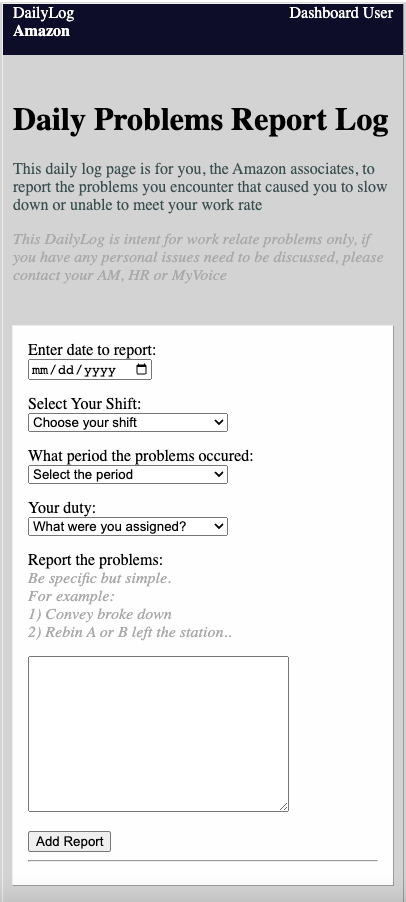 DailyLog
Dashboard User
Amazon
Daily Problems Report Log
This daily log page is for you, the Amazon associates, to
report the problems you encounter that caused you to slow
down or unable to meet your work rate
This DailyLog is intent for work relate problems only, if
you have any personal issues need to be discussed, please
contact your AM, HR or MyVoice
Enter date to report:
mm/dd/yyyy
Select Your Shift:
Choose your shift
What period the problems occured:
Select the period
Your duty:
What were you assigned?
Report the problems:
Be specific but simple.
For example:
1) Convey broke down
2) Rebin A or B left the station..
Add Report